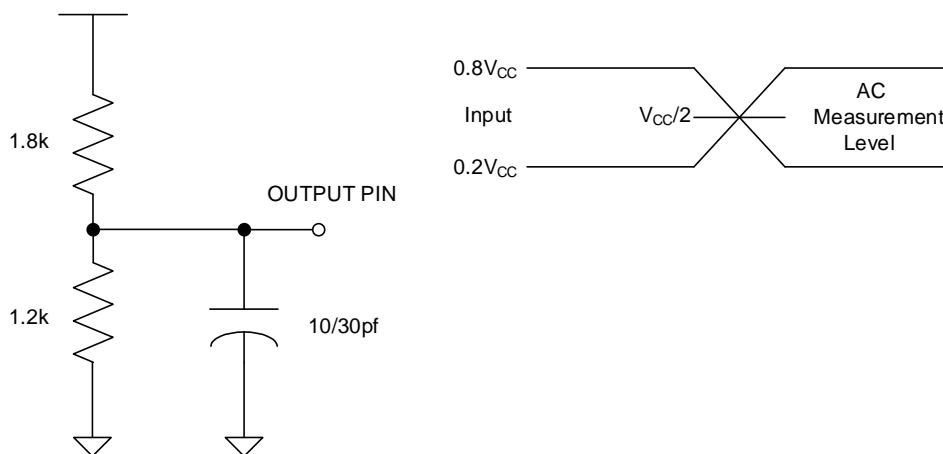 1.8k
OUTPUT PIN
1.2k
10/30pf
0.8VCC
Input
VCC/2
0.2VCC
AC
Measurement
Level